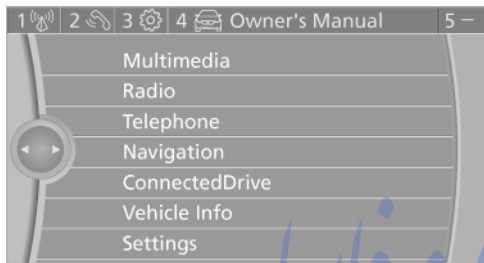 1 2 3 4 Owner's Manual 5 –
Multimedia
Radio
Telephone
Navigation
ConnectedDrive
Vehicle Info
Settings